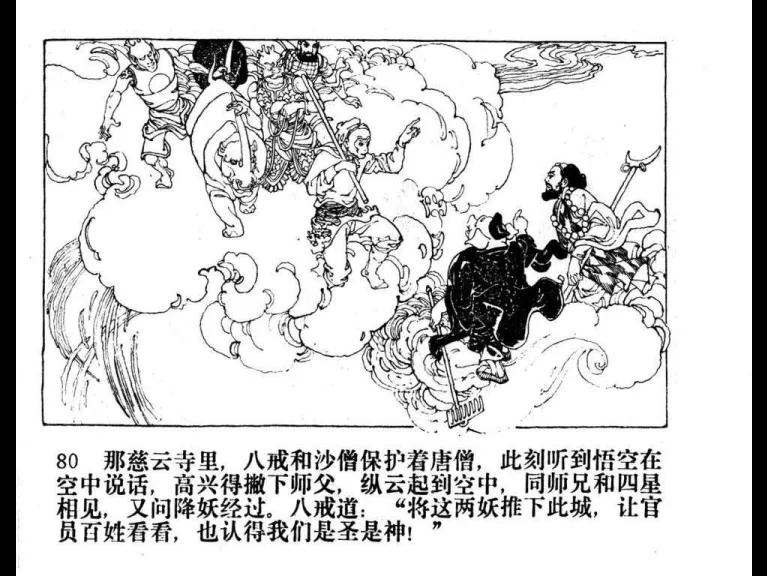 80 那慈云寺里，八戒和沙僧保护着唐僧，此刻听到悟空在
空中说话，高兴得撇下师父，纵云起到空中，同师兄和四星
相见，又问降妖经过。八戒道：“将这两妖推下此城，让官
员百姓看看，也认得我们是圣是神！”